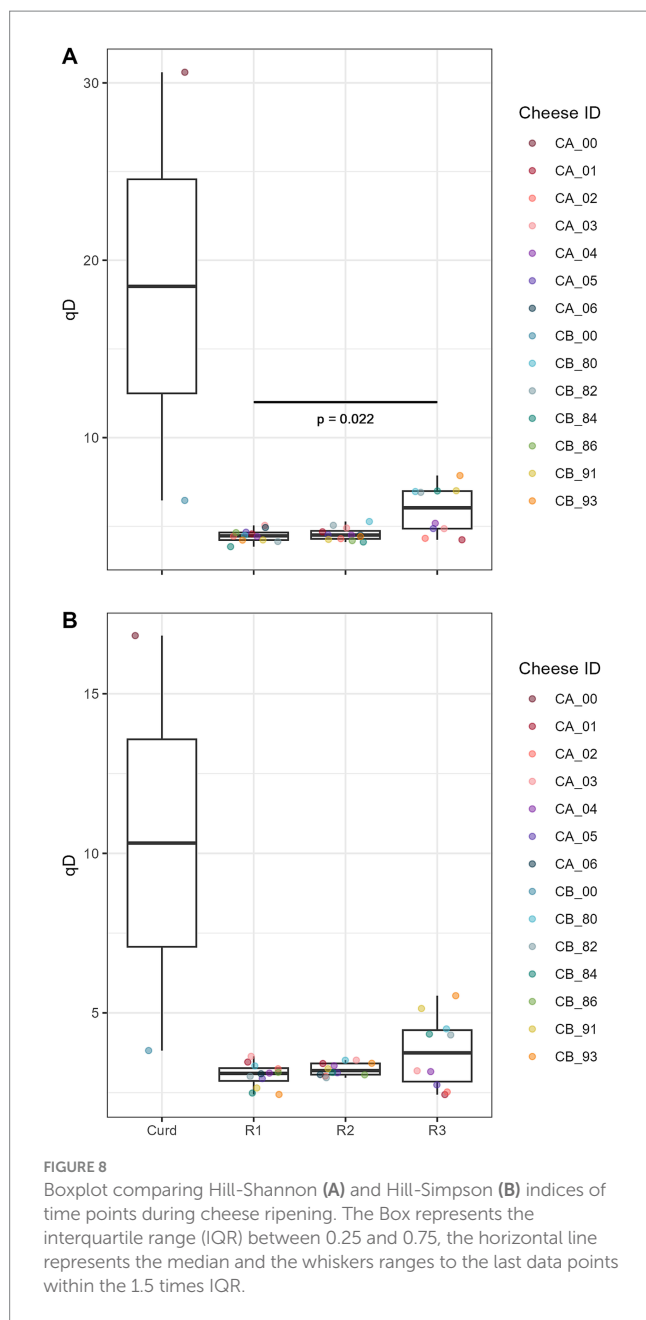 A
30
20
10
qD
p = 0.022
Cheese ID
CA_00
CA_01
CA_02
CA_03
CA_04
CA_05
CA_06
CB_00
CB_80
CB_82
CB_84
CB_86
CB_91
CB_93
B
15
10
5
qD
Curd R1 R2 R3
Cheese ID
CA_00
CA_01
CA_02
CA_03
CA_04
CA_05
CA_06
CB_00
CB_80
CB_82
CB_84
CB_86
CB_91
CB_93
FIGURE 8
Boxplot comparing Hill-Shannon (A) and Hill-Simpson (B) indices of
time points during cheese ripening. The Box represents the
interquartile range (IQR) between 0.25 and 0.75, the horizontal line
represents the median and the whiskers ranges to the last data points
within the 1.5 times IQR.